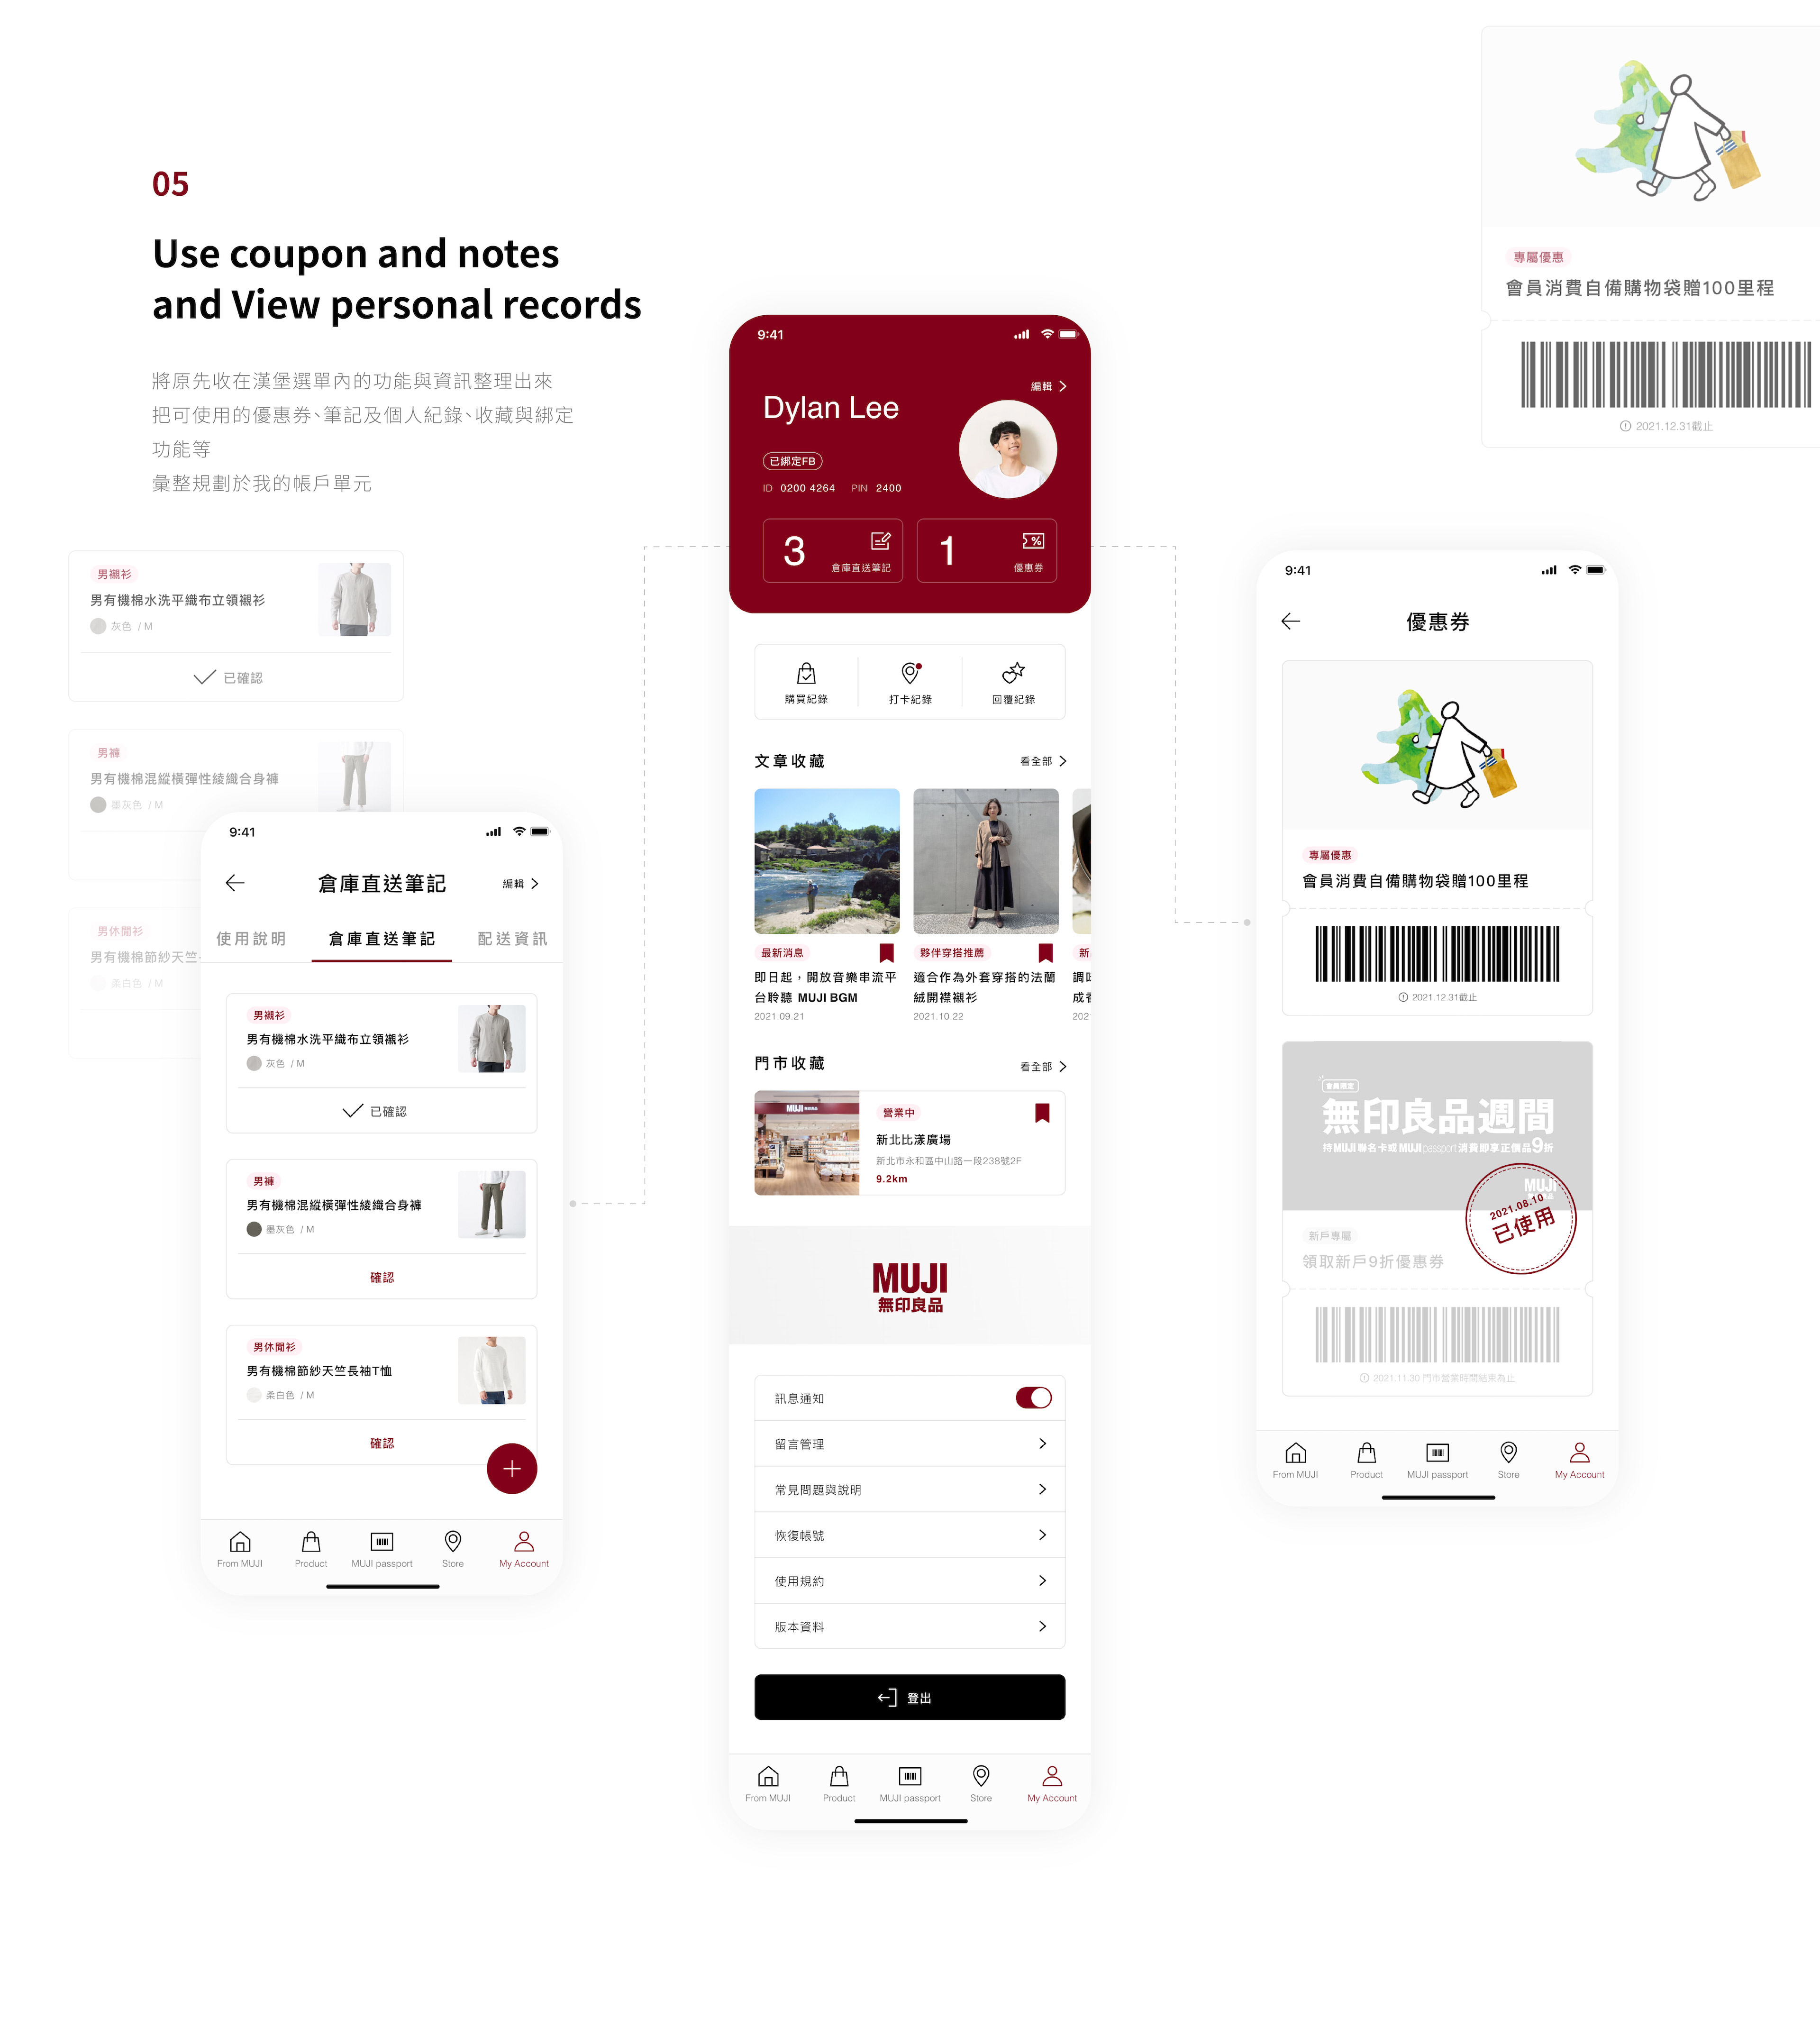 05
Use coupon and notes
and View personal records
將原先收在漢堡選單內的功能與資訊整理出來
把可使用的優惠券、筆記及個人紀錄、收藏與綁定
功能等
彙整規劃於我的帳戶單元
專屬優惠
會員消費自備購物袋贈100里程
2021.12.31截止
男襯衫
男有機棉水洗平織布立領襯衫
灰色 / M
已確認
男褲
男有機棉混縱橫彈性綾織合身褲
墨灰色 / M
男休閒衫
男有機棉節紗天竺
柔白色 / M
9:41
倉庫直送筆記
編輯
使用說明
倉庫直送筆記
配送資訊
男襯衫
男有機棉水洗平織布立領襯衫
灰色 / M
已確認
男褲
男有機棉混縱橫彈性綾織合身褲
墨灰色 / M
確認
男休閒衫
男有機棉節紗天竺長袖T恤
柔白色 / M
確認
From MUJI
Product
MUJI passport
Store
My Account
9:41
編輯
Dylan Lee
已綁定FB
ID 0200 4264 PIN 2400
3
倉庫直送筆記
1
優惠券
購買紀錄
打卡紀錄
回覆紀錄
文章收藏
看全部
最新消息
即日起，開放音樂串流平
台聆聽 MUJI BGM
2021.09.21
夥伴穿搭推薦
適合作為外套穿搭的法蘭
絨開襟襯衫
2021.10.22
新
調
成
202
門市收藏
看全部
MUJI 無印良品
營業中
新北比漾廣場
新北市永和區中山路一段238號2F
9.2km
MUJI
無印良品
訊息通知
留言管理
常見問題與說明
恢復帳號
使用規約
版本資料
登出
From MUJI
Product
MUJI passport
Store
My Account
9:41
優惠券
專屬優惠
會員消費自備購物袋贈100里程
2021.12.31截止
會員限定
無印良品週間
持MUJI聯名卡或MUJI passport消費即享正價品9折
MUJI
2021.08.10
已使用
新戶專屬
領取新戶9折優惠券
2021.11.30 門市營業時間結束為止
From MUJI
Product
MUJI passport
Store
My Account